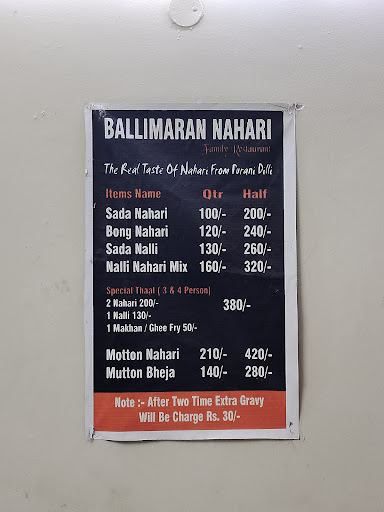 BALLIMARAN NAHARI
Family Restaurant
The Real Taste Of Nahari From Purani Dilli
Items Name Qtr Half
Sada Nahari 100/- 200/-
Bong Nahari 120/- 240/-
Sada Nalli 130/- 260/-
Nalli Nahari Mix 160/- 320/-
Special Thaal ( 3 & 4 Person)
2 Nahari 200/- 380/-
1 Nalli 130/-
1 Makhan / Ghee Fry 50/-
Motton Nahari 210/- 420/-
Mutton Bheja 140/- 280/-
Note :- After Two Time Extra Gravy
Will Be Charge Rs. 30/-